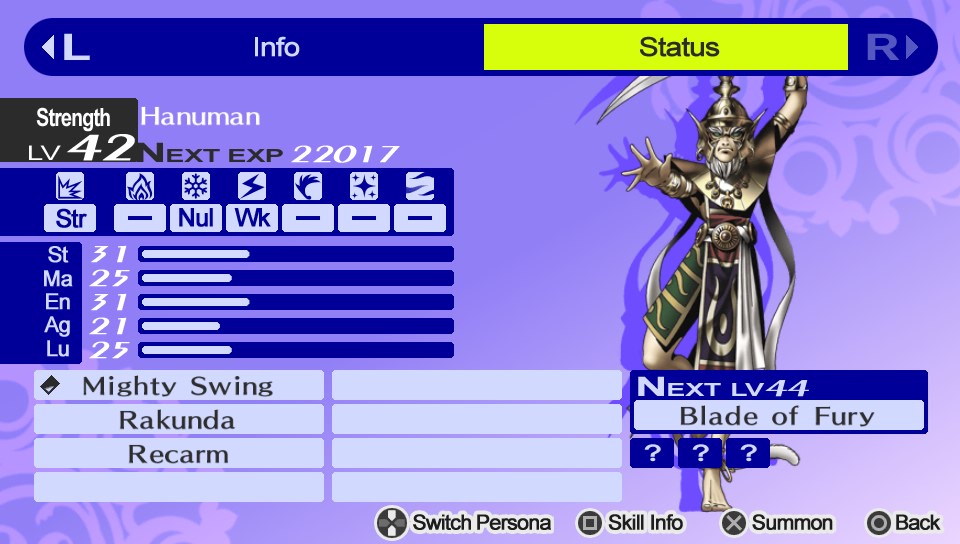 L Info Status R
Strength Hanuman
LV 42 NEXT EXP 22017
Str — Nul Wk — — —
St 31
Ma 25
En 31
Ag 21
Lu 25
Mighty Swing
Rakunda
Recarm
NEXT LV44
Blade of Fury
? ? ?
Switch Persona Skill Info Summon Back